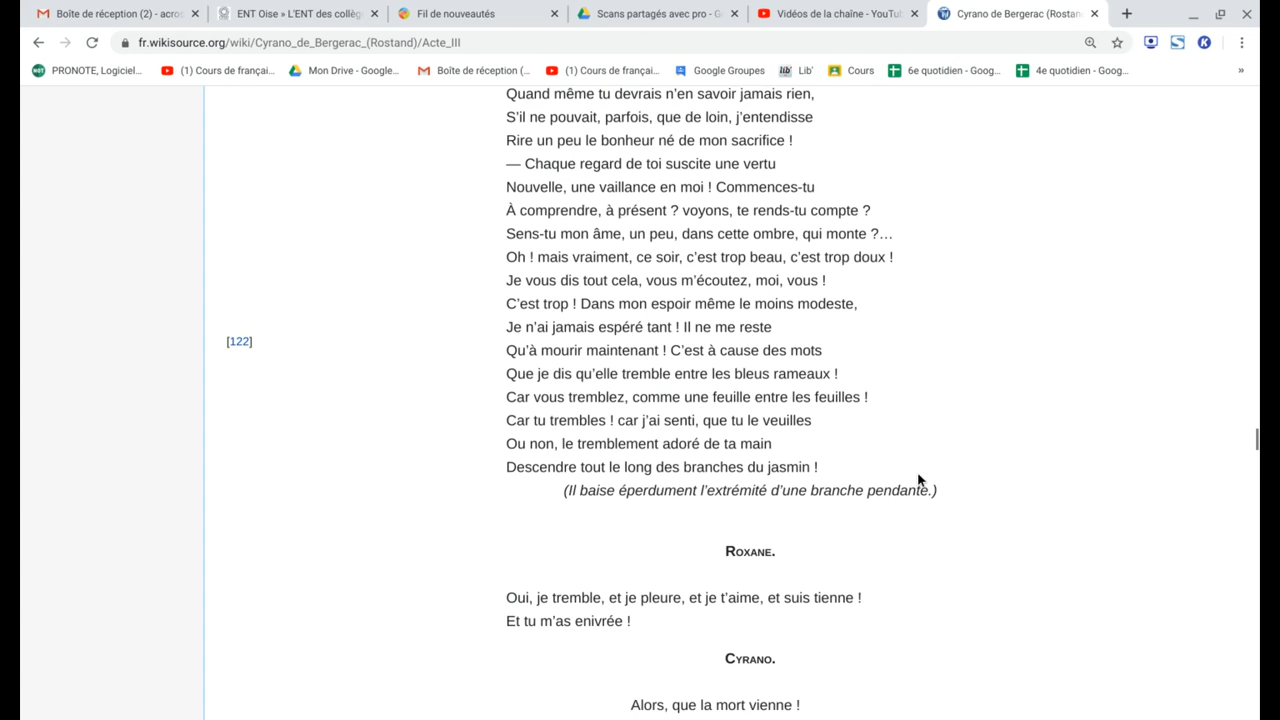 Boîte de réception (2) - acros
ENT Oise » L'ENT des collèg
Fil de nouveautés
Scans partagés avec pro - G
Vidéos de la chaîne - YouTu
Cyrano de Bergerac (Rostan
fr.wikisource.org/wiki/Cyrano_de_Bergerac_(Rostand)/Acte_III
PRONOTE, Logiciel...
(1) Cours de françai...
Mon Drive - Google...
Boîte de réception (...
(1) Cours de françai...
Google Groupes
Lib'
Cours
6e quotidien - Goog...
4e quotidien - Goog...
»
Quand même tu devrais n'en savoir jamais rien,
S'il ne pouvait, parfois, que de loin, j'entendisse
Rire un peu le bonheur né de mon sacrifice !
— Chaque regard de toi suscite une vertu
Nouvelle, une vaillance en moi ! Commences-tu
À comprendre, à présent ? voyons, te rends-tu compte ?
Sens-tu mon âme, un peu, dans cette ombre, qui monte ?…
Oh ! mais vraiment, ce soir, c'est trop beau, c'est trop doux !
Je vous dis tout cela, vous m'écoutez, moi, vous !
C'est trop ! Dans mon espoir même le moins modeste,
Je n'ai jamais espéré tant ! Il ne me reste
[122]
Qu'à mourir maintenant ! C'est à cause des mots
Que je dis qu'elle tremble entre les bleus rameaux !
Car vous tremblez, comme une feuille entre les feuilles !
Car tu trembles ! car j'ai senti, que tu le veuilles
Ou non, le tremblement adoré de ta main
Descendre tout le long des branches du jasmin !
(Il baise éperdument l'extrémité d'une branche pendante.)
Roxane.
Oui, je tremble, et je pleure, et je t'aime, et suis tienne !
Et tu m'as enivrée !
Cyrano.
Alors, que la mort vienne !